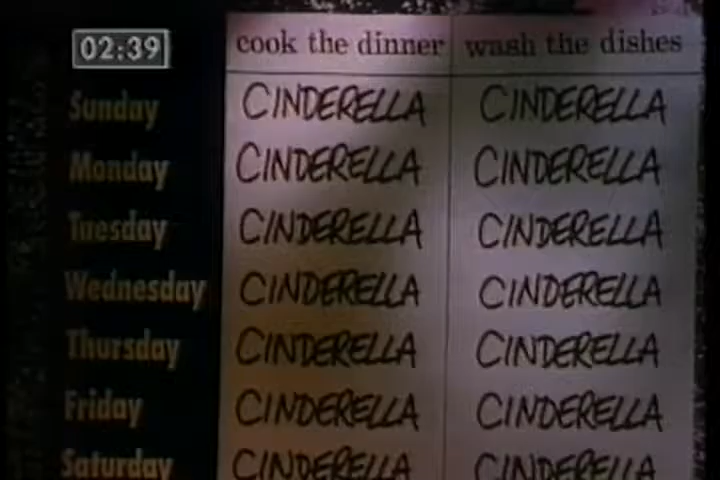 02:39
cook the dinner wash the dishes
Sunday CINDERELLA CINDERELLA
Monday CINDERELLA CINDERELLA
Tuesday CINDERELLA CINDERELLA
Wednesday CINDERELLA CINDERELLA
Thursday CINDERELLA CINDERELLA
Friday CINDERELLA CINDERELLA
Saturday CINDERELLA CINDERELLA